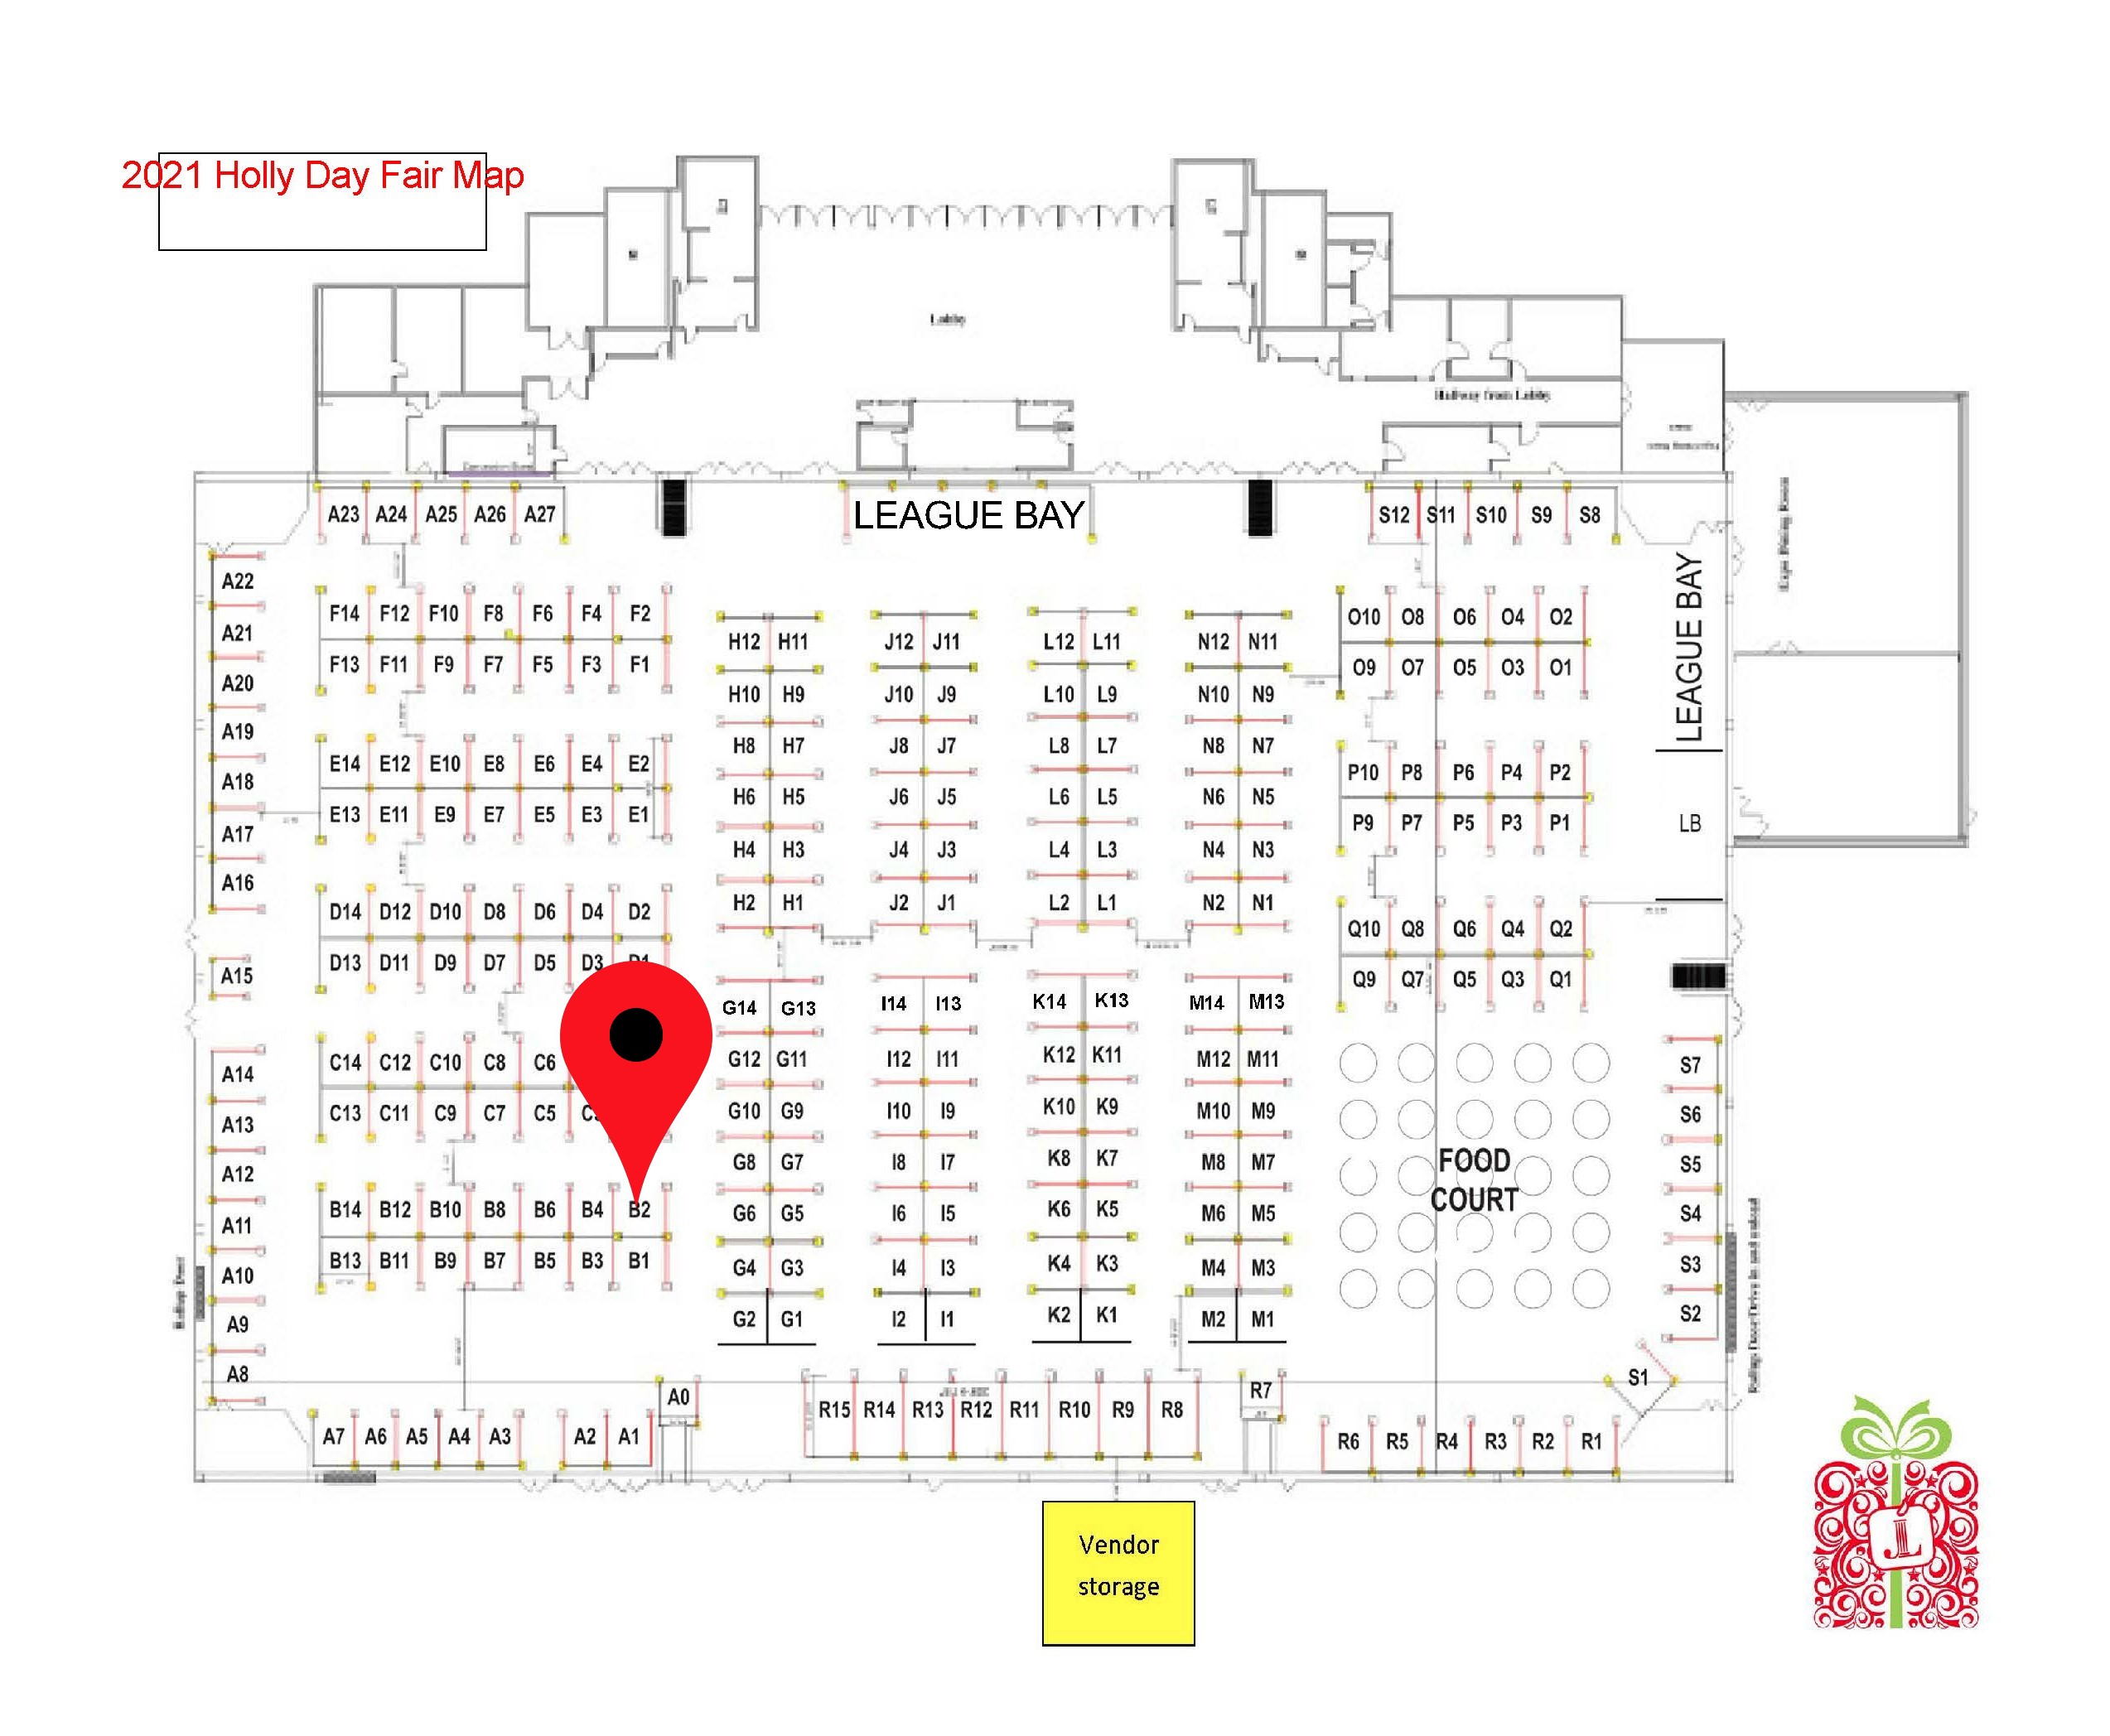 2021 Holly Day Fair Map
Lobby
Hallway from Lobby
LEAGUE BAY
A23 A24 A25 A26 A27
S12 S11 S10 S9 S8
LEAGUE BAY
A22
A21
A20
A19
A18
A17
A16
A15
A14
A13
A12
A11
A10
A9
A8
F14 F12 F10 F8 F6 F4 F2
F13 F11 F9 F7 F5 F3 F1
E14 E12 E10 E8 E6 E4 E2
E13 E11 E9 E7 E5 E3 E1
D14 D12 D10 D8 D6 D4 D2
D13 D11 D9 D7 D5 D3 D1
C14 C12 C10 C8 C6
C13 C11 C9 C7 C5
B14 B12 B10 B8 B6 B4 B2
B13 B11 B9 B7 B5 B3 B1
H12 H11
H10 H9
H8 H7
H6 H5
H4 H3
H2 H1
G14 G13
G12 G11
G10 G9
G8 G7
G6 G5
G4 G3
G2 G1
J12 J11
J10 J9
J8 J7
J6 J5
J4 J3
J2 J1
I14 I13
I12 I11
I10 I9
I8 I7
I6 I5
I4 I3
I2 I1
L12 L11
L10 L9
L8 L7
L6 L5
L4 L3
L2 L1
K14 K13
K12 K11
K10 K9
K8 K7
K6 K5
K4 K3
K2 K1
N12 N11
N10 N9
N8 N7
N6 N5
N4 N3
N2 N1
M14 M13
M12 M11
M10 M9
M8 M7
M6 M5
M4 M3
M2 M1
O10 O8 O6 O4 O2
O9 O7 O5 O3 O1
P10 P8 P6 P4 P2
P9 P7 P5 P3 P1
LB
Q10 Q8 Q6 Q4 Q2
Q9 Q7 Q5 Q3 Q1
FOOD
COURT
S7
S6
S5
S4
S3
S2
S1
A7 A6 A5 A4 A3 A2 A1
A0
R15 R14 R13 R12 R11 R10 R9 R8
R7
R6 R5 R4 R3 R2 R1
Vendor
storage
JL